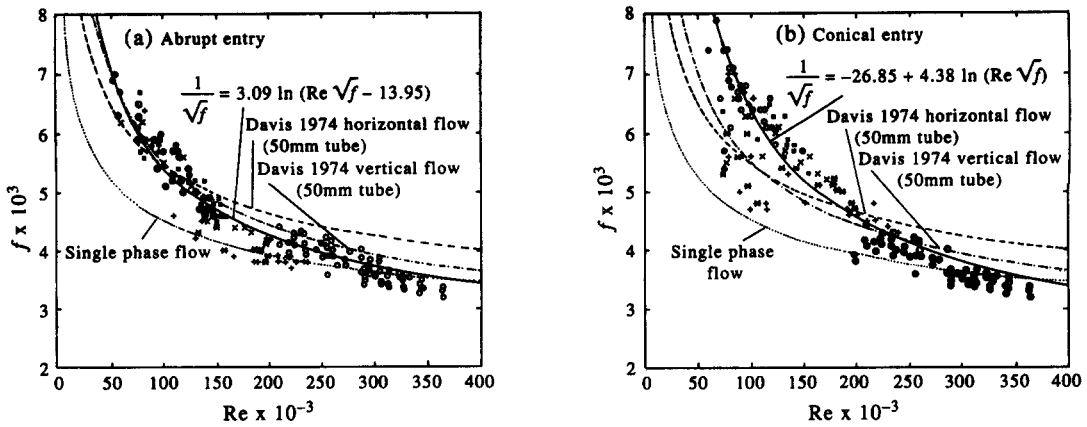 (a) Abrupt entry
1/√f = 3.09 ln (Re √f – 13.95)
Davis 1974 horizontal flow
(50mm tube)
Davis 1974 vertical flow
(50mm tube)
Single phase
flow
f x 10³
8
7
6
5
4
3
2
0 50 100 150 200 250 300 350 400
Re x 10⁻³
(b) Conical entry
1/√f = –26.85 + 4.38 ln (Re √f)
Davis 1974 horizontal flow
(50mm tube)
Davis 1974 vertical flow
(50mm tube)
Single phase
flow
f x 10³
8
7
6
5
4
3
2
0 50 100 150 200 250 300 350 400
Re x 10⁻³